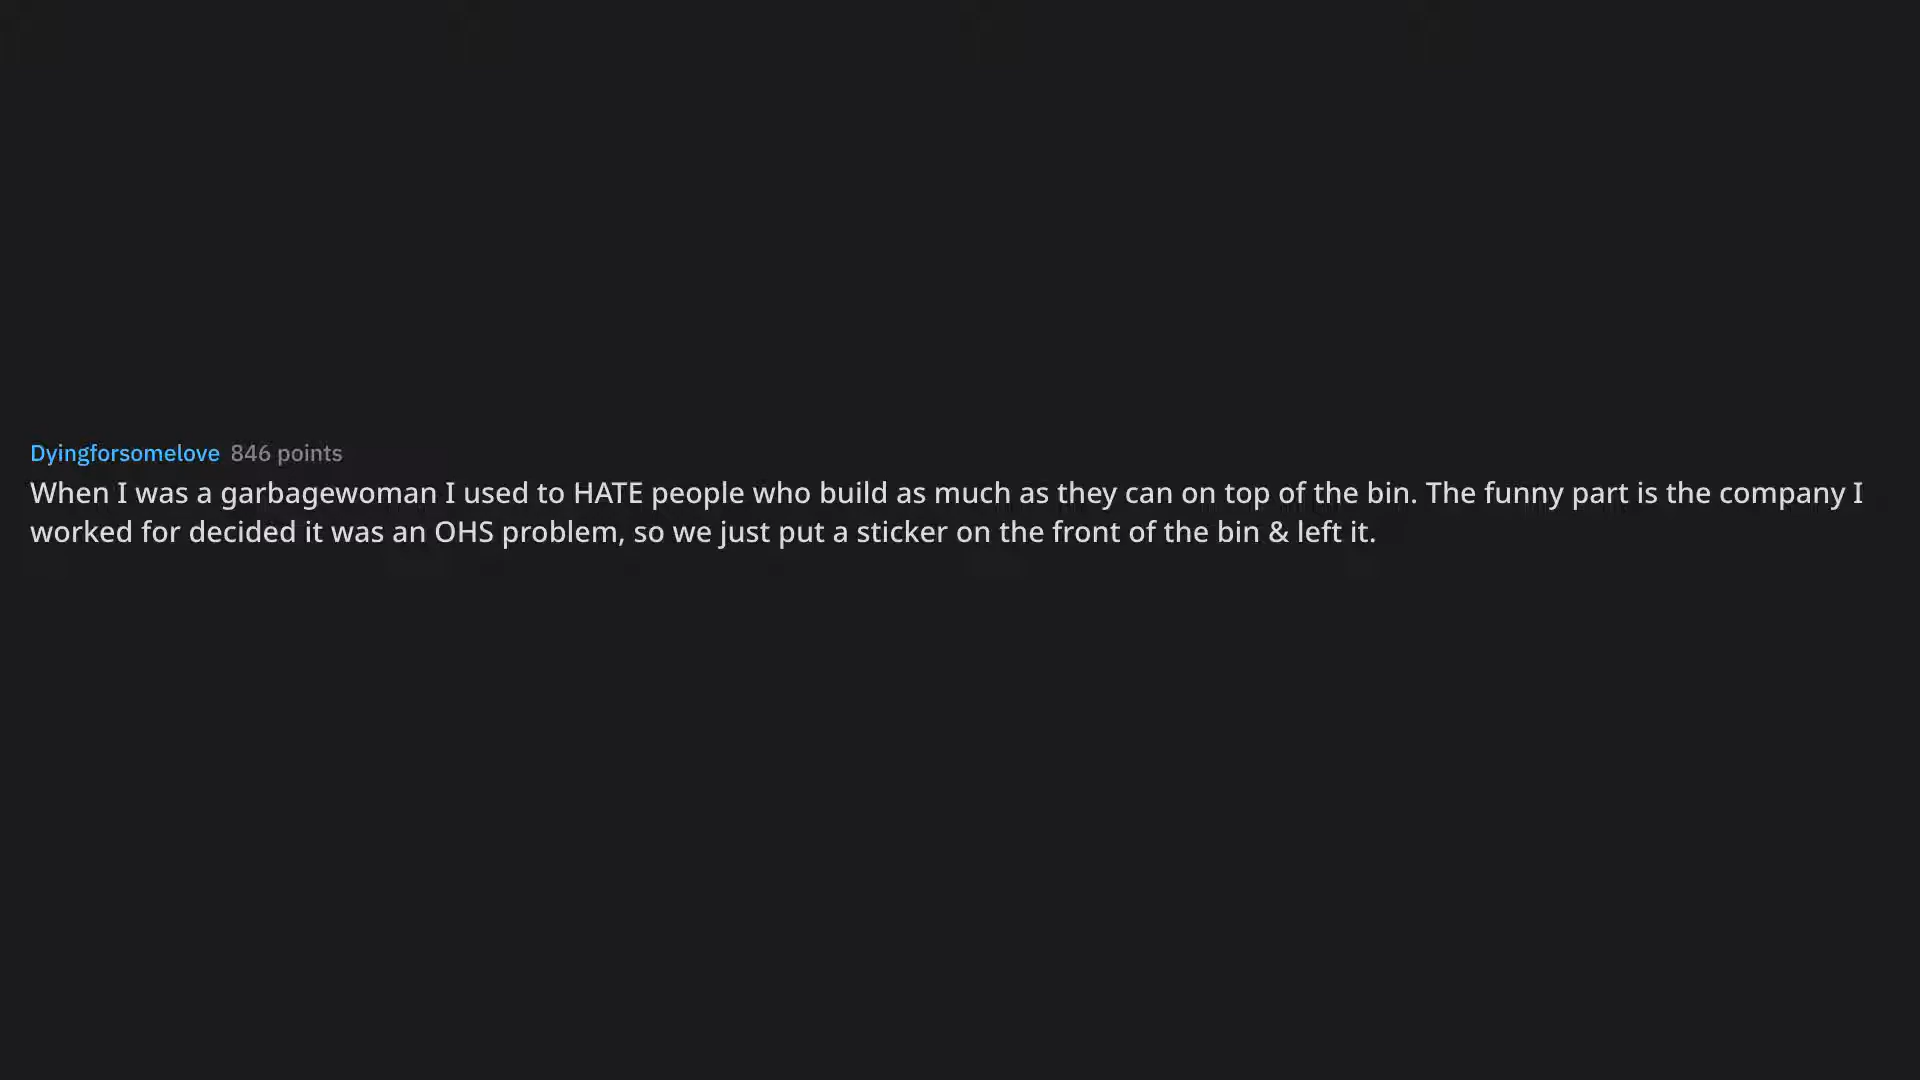 Dyingforsomelove 846 points
When I was a garbagewoman I used to HATE people who build as much as they can on top of the bin. The funny part is the company I
worked for decided it was an OHS problem, so we just put a sticker on the front of the bin & left it.